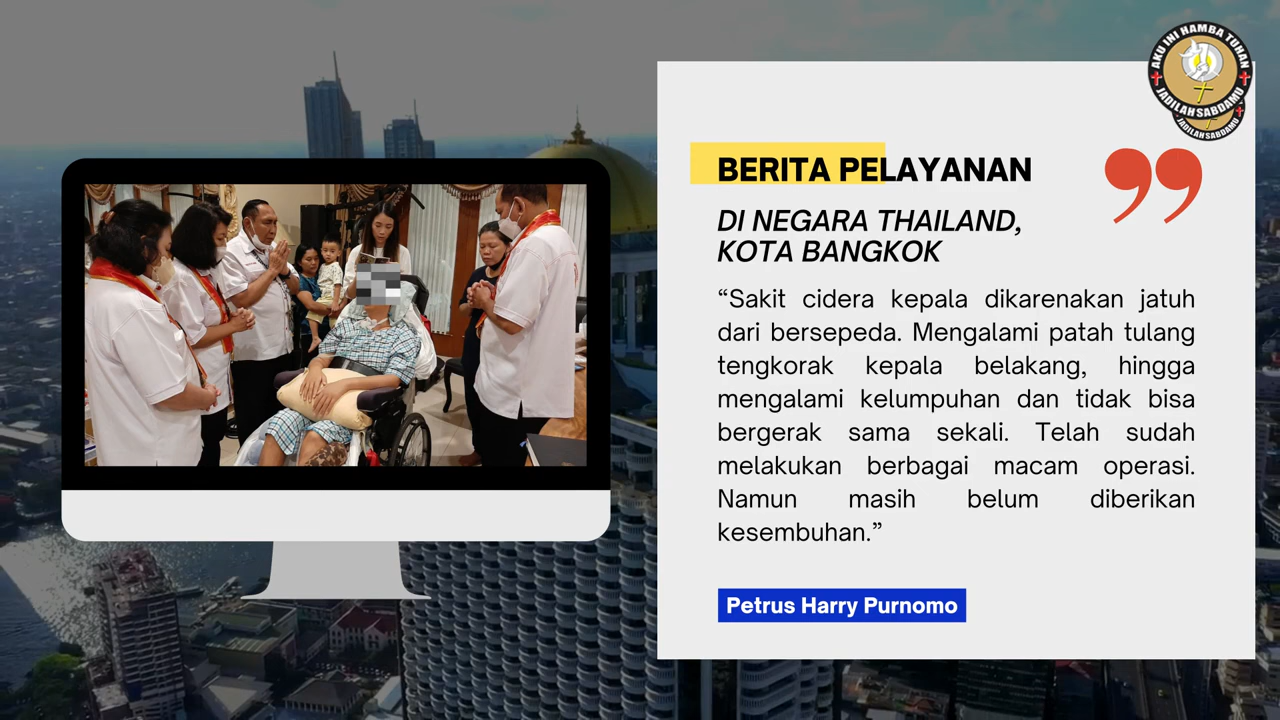 AKU INI HAMBA TUHAN
JADILAH SABDAMU
JADILAH SABDAMU
BERITA PELAYANAN
DI NEGARA THAILAND,
KOTA BANGKOK
“Sakit cidera kepala dikarenakan jatuh
dari bersepeda. Mengalami patah tulang
tengkorak kepala belakang, hingga
mengalami kelumpuhan dan tidak bisa
bergerak sama sekali. Telah sudah
melakukan berbagai macam operasi.
Namun masih belum diberikan
kesembuhan.”
Petrus Harry Purnomo